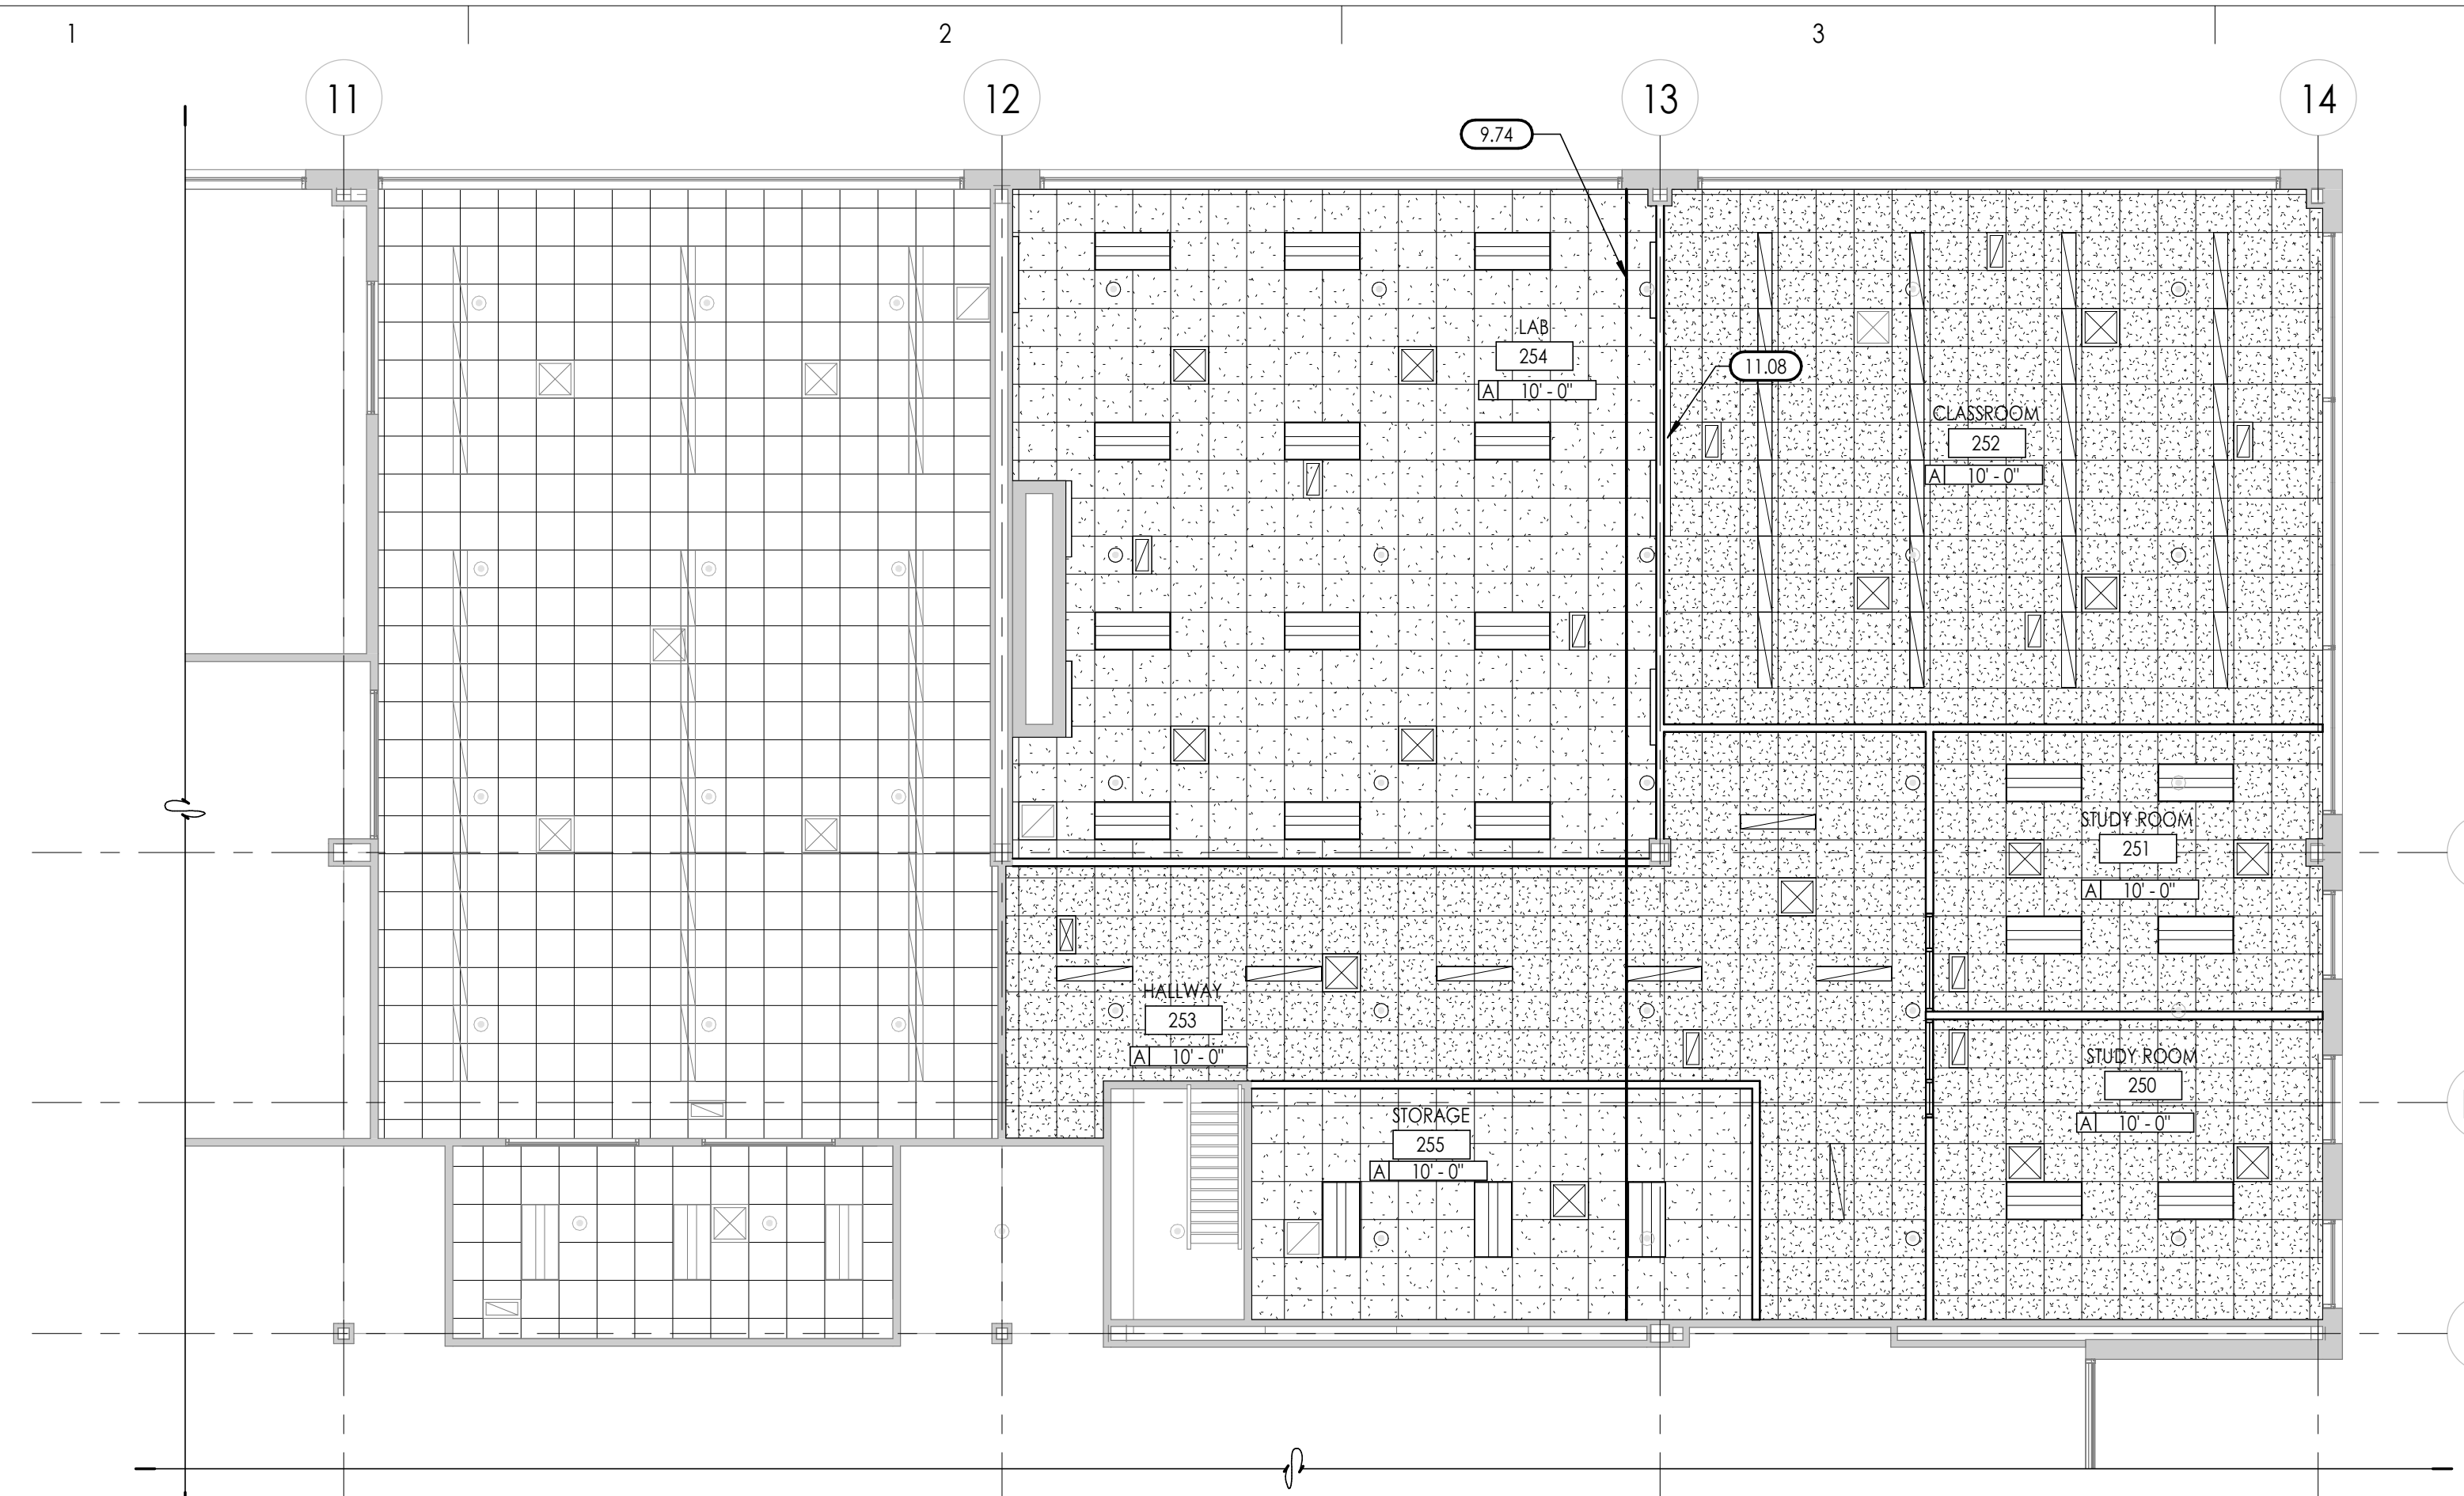 1 2 3
11 12 13 14
9.74
LAB
254
A 10' - 0"
11.08
CLASSROOM
252
A 10' - 0"
STUDY ROOM
251
A 10' - 0"
HALLWAY
253
A 10' - 0"
STUDY ROOM
250
A 10' - 0"
STORAGE
255
A 10' - 0"